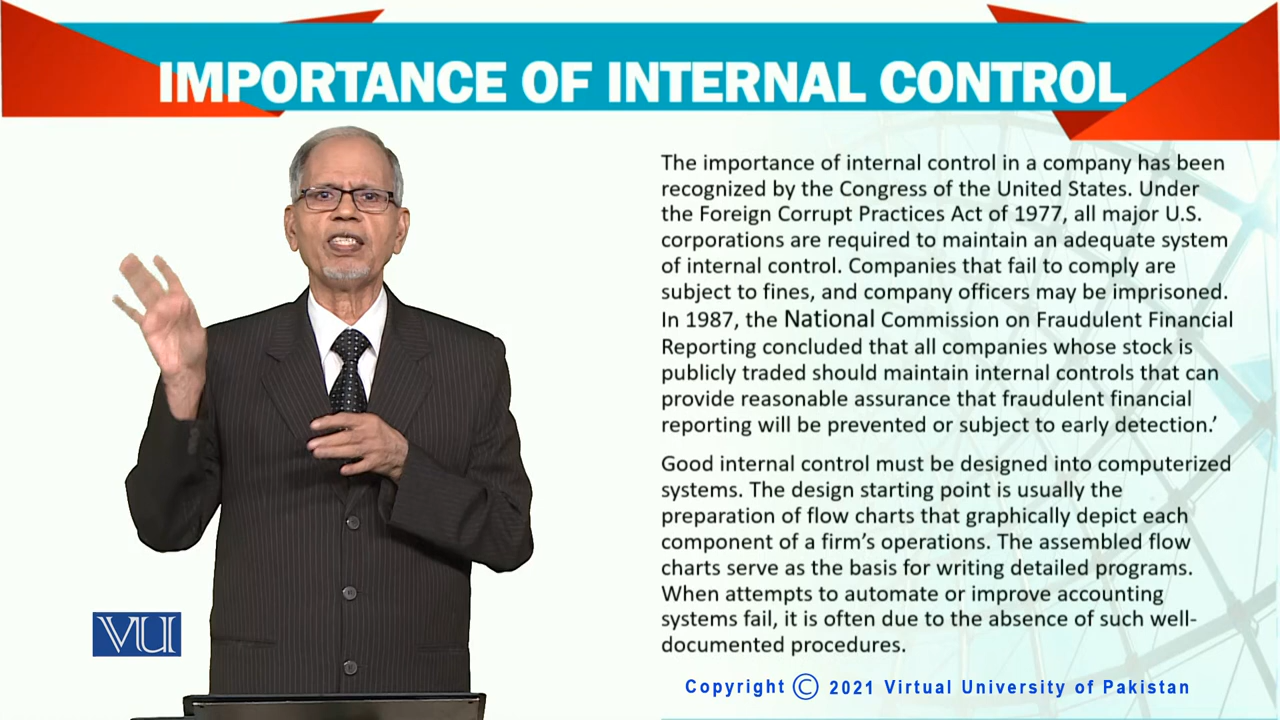 IMPORTANCE OF INTERNAL CONTROL
The importance of internal control in a company has been
recognized by the Congress of the United States. Under
the Foreign Corrupt Practices Act of 1977, all major U.S.
corporations are required to maintain an adequate system
of internal control. Companies that fail to comply are
subject to fines, and company officers may be imprisoned.
In 1987, the National Commission on Fraudulent Financial
Reporting concluded that all companies whose stock is
publicly traded should maintain internal controls that can
provide reasonable assurance that fraudulent financial
reporting will be prevented or subject to early detection.’
Good internal control must be designed into computerized
systems. The design starting point is usually the
preparation of flow charts that graphically depict each
component of a firm’s operations. The assembled flow
charts serve as the basis for writing detailed programs.
When attempts to automate or improve accounting
systems fail, it is often due to the absence of such well-
documented procedures.
VU
Copyright © 2021 Virtual University of Pakistan